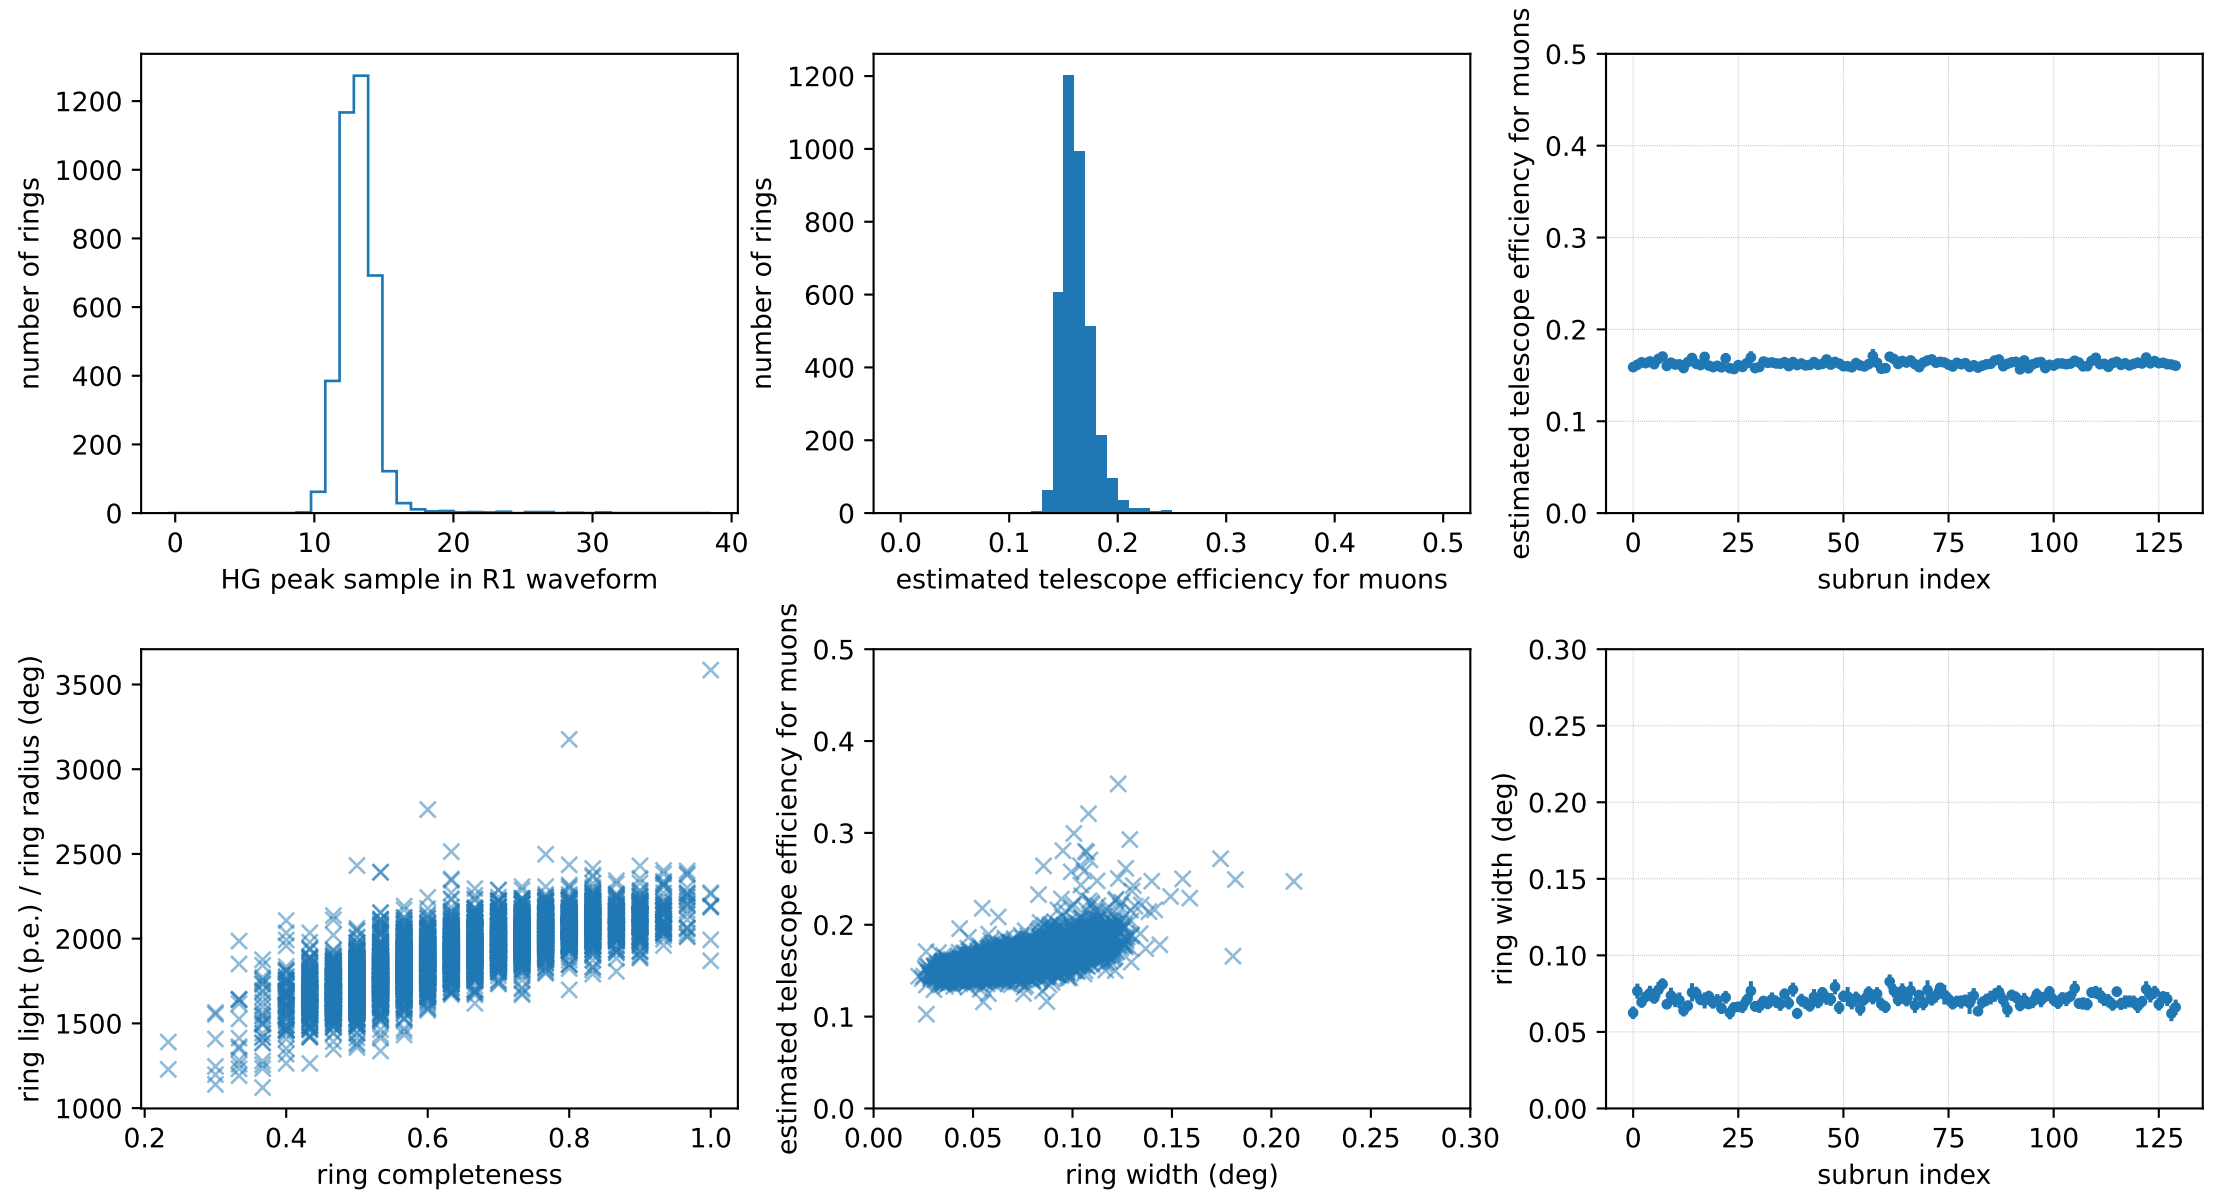 number of rings
1200
1000
800
600
400
200
0
0 10 20 30 40
HG peak sample in R1 waveform
number of rings
1200
1000
800
600
400
200
0
0.0 0.1 0.2 0.3 0.4 0.5
estimated telescope efficiency for muons
estimated telescope efficiency for muons
0.5
0.4
0.3
0.2
0.1
0.0
0 25 50 75 100 125
subrun index
ring light (p.e.) / ring radius (deg)
3500
3000
2500
2000
1500
1000
0.2 0.4 0.6 0.8 1.0
ring completeness
estimated telescope efficiency for muons
0.5
0.4
0.3
0.2
0.1
0.0
0.00 0.05 0.10 0.15 0.20 0.25 0.30
ring width (deg)
ring width (deg)
0.30
0.25
0.20
0.15
0.10
0.05
0.00
0 25 50 75 100 125
subrun index